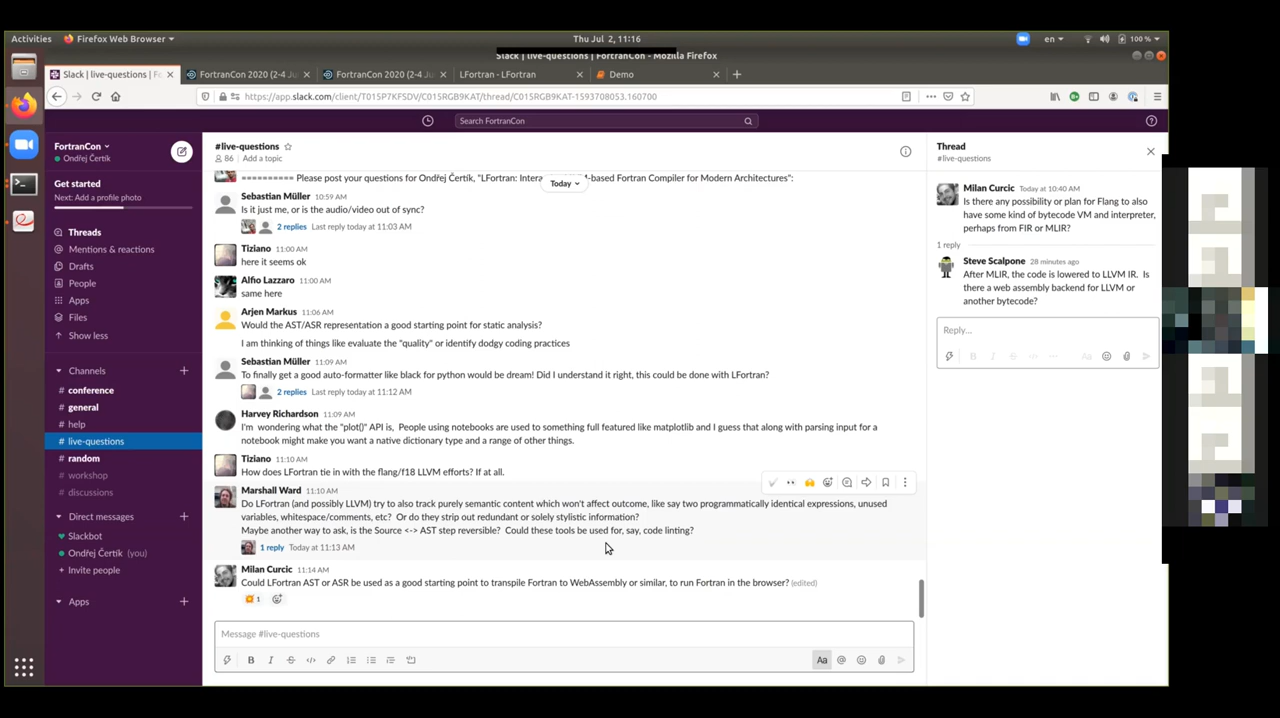 Activities
Firefox Web Browser
Thu Jul 2, 11:16
en
100 %
Slack | live-questions | FortranCon - Mozilla Firefox
Slack | live-questions | Fo
FortranCon 2020 (2-4 Ju
FortranCon 2020 (2-4 Ju
LFortran - LFortran
Demo
https://app.slack.com/client/T015P7KFSDV/C015RGB9KAT/thread/C015RGB9KAT-1593708053.160700
Search FortranCon
FortranCon
Ondřej Čertík
Get started
Next: Add a profile photo
Threads
Mentions & reactions
Drafts
People
Apps
Files
Show less
Channels
# conference
# general
# help
# live-questions
# random
# workshop
# discussions
Direct messages
Slackbot
Ondřej Čertík (you)
Invite people
Apps
#live-questions
86 | Add a topic
========== Please post your questions for Ondřej Čertík, "LFortran: Intera -based Fortran Compiler for Modern Architectures":
Today
Sebastian Müller 10:59 AM
Is it just me, or is the audio/video out of sync?
2 replies Last reply today at 11:03 AM
Tiziano 11:00 AM
here it seems ok
Alfio Lazzaro 11:00 AM
same here
Arjen Markus 11:06 AM
Would the AST/ASR representation a good starting point for static analysis?
I am thinking of things like evaluate the "quality" or identify dodgy coding practices
Sebastian Müller 11:09 AM
To finally get a good auto-formatter like black for python would be dream! Did I understand it right, this could be done with LFortran?
2 replies Last reply today at 11:12 AM
Harvey Richardson 11:09 AM
I'm wondering what the "plot()" API is, People using notebooks are used to something full featured like matplotlib and I guess that along with parsing input for a
notebook might make you want a native dictionary type and a range of other things.
Tiziano 11:10 AM
How does LFortran tie in with the flang/f18 LLVM efforts? If at all.
Marshall Ward 11:10 AM
Do LFortran (and possibly LLVM) try to also track purely semantic content which won't affect outcome, like say two programmatically identical expressions, unused
variables, whitespace/comments, etc? Or do they strip out redundant or solely stylistic information?
Maybe another way to ask, is the Source <-> AST step reversible? Could these tools be used for, say, code linting?
1 reply Today at 11:13 AM
Milan Curcic 11:14 AM
Could LFortran AST or ASR be used as a good starting point to transpile Fortran to WebAssembly or similar, to run Fortran in the browser? (edited)
1
Message #live-questions
Thread
#live-questions
Milan Curcic Today at 10:40 AM
Is there any possibility or plan for Flang to also
have some kind of bytecode VM and interpreter,
perhaps from FIR or MLIR?
1 reply
Steve Scalpone 28 minutes ago
After MLIR, the code is lowered to LLVM IR. Is
there a web assembly backend for LLVM or
another bytecode?
Reply...